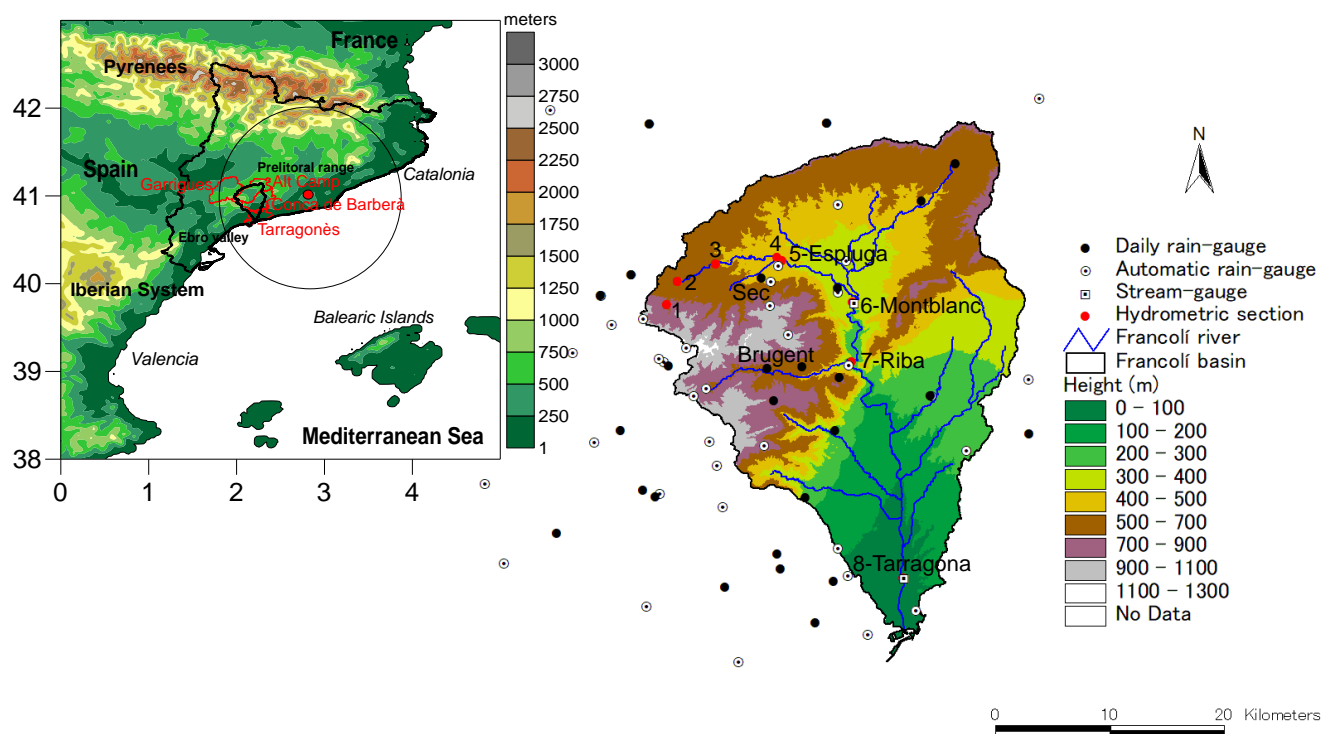 meters
France
Pyrenees
3000
2750
2500
2250
2000
1750
1500
1250
1000
750
500
250
1
42
41
40
39
38
0
1
2
3
4
Spain
Prelitoral range
Catalonia
Garrigues
Alt Camp
Conca de Barberà
Tarragonès
Ebro valley
Iberian System
Balearic Islands
Valencia
Mediterranean Sea
N
3
4
5-Espluga
2
Sec
1
6-Montblanc
Brugent
7-Riba
8-Tarragona
Daily rain-gauge
Automatic rain-gauge
Stream-gauge
Hydrometric section
Francolí river
Francolí basin
Height (m)
0 - 100
100 - 200
200 - 300
300 - 400
400 - 500
500 - 700
700 - 900
900 - 1100
1100 - 1300
No Data
0 10 20 Kilometers